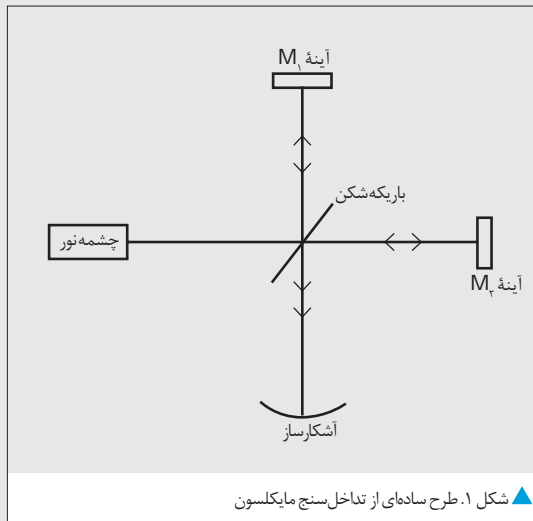 آینهٔ M۱
باریکه‌شکن
چشمه‌نور
آینهٔ M۲
آشکارساز
شکل ۱. طرح ساده‌ای از تداخل‌سنج مایکلسون